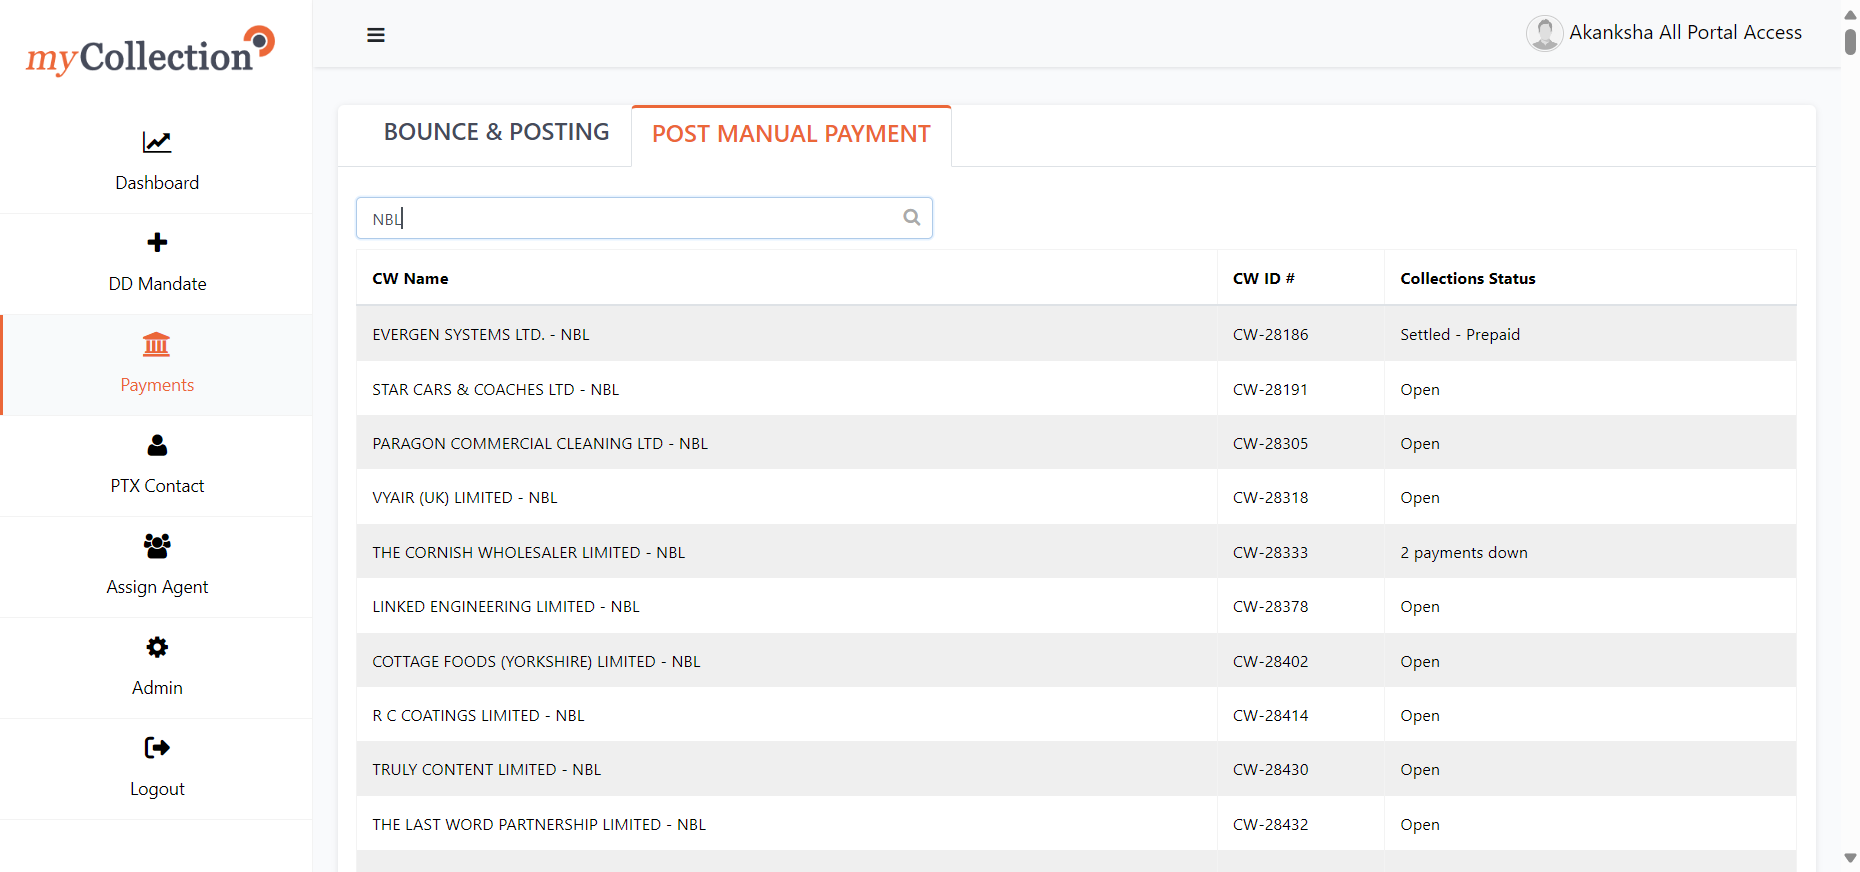 myCollection
Akanksha All Portal Access
Dashboard
DD Mandate
Payments
PTX Contact
Assign Agent
Admin
Logout
BOUNCE & POSTING
POST MANUAL PAYMENT
NBL
CW Name CW ID # Collections Status
EVERGEN SYSTEMS LTD. - NBL CW-28186 Settled - Prepaid
STAR CARS & COACHES LTD - NBL CW-28191 Open
PARAGON COMMERCIAL CLEANING LTD - NBL CW-28305 Open
VYAIR (UK) LIMITED - NBL CW-28318 Open
THE CORNISH WHOLESALER LIMITED - NBL CW-28333 2 payments down
LINKED ENGINEERING LIMITED - NBL CW-28378 Open
COTTAGE FOODS (YORKSHIRE) LIMITED - NBL CW-28402 Open
R C COATINGS LIMITED - NBL CW-28414 Open
TRULY CONTENT LIMITED - NBL CW-28430 Open
THE LAST WORD PARTNERSHIP LIMITED - NBL CW-28432 Open